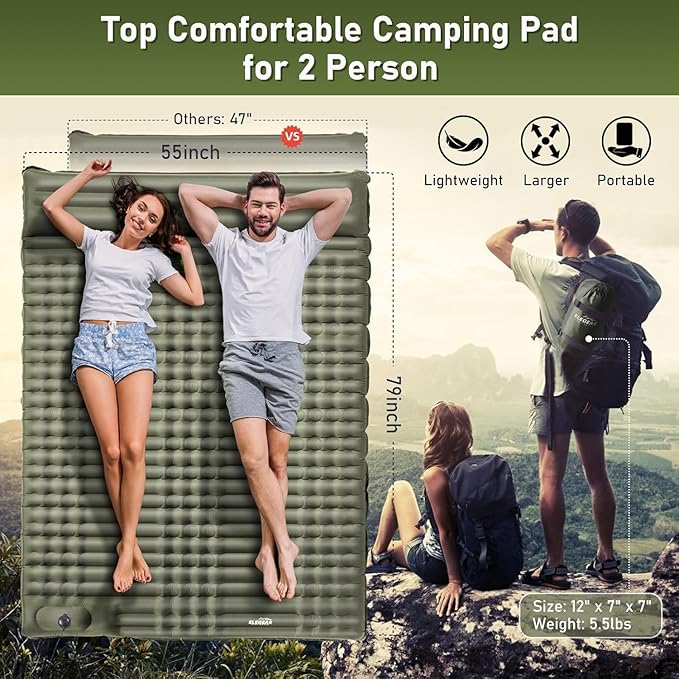 Top Comfortable Camping Pad
for 2 Person
Others: 47"
VS
55inch
Lightweight
Larger
Portable
79inch
Size: 12" x 7" x 7"
Weight: 5.5lbs